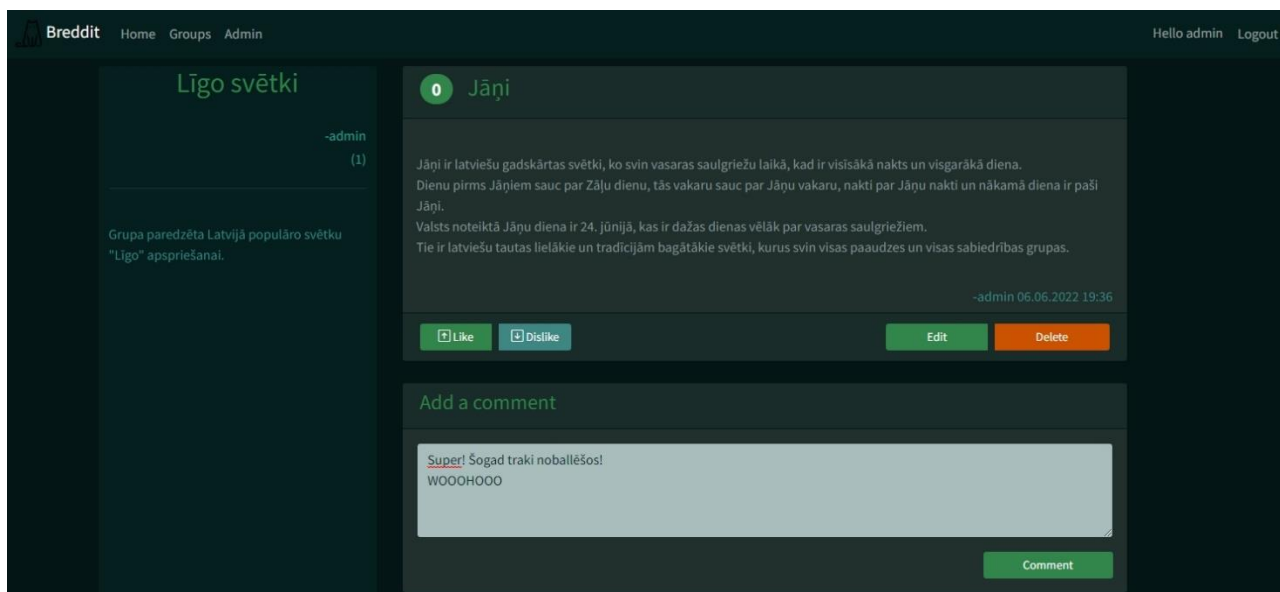 Breddit Home Groups Admin Hello admin Logout
Līgo svētki
-admin
(1)
Grupa paredzēta Latvijā populāro svētku
"Līgo" apspriešanai.
0 Jāņi
Jāņi ir latviešu gadskārtas svētki, ko svin vasaras saulgriežu laikā, kad ir visīsākā nakts un visgarākā diena.
Dienu pirms Jāņiem sauc par Zāļu dienu, tās vakaru sauc par Jāņu vakaru, nakti par Jāņu nakti un nākamā diena ir paši
Jāņi.
Valsts noteiktā Jāņu diena ir 24. jūnijā, kas ir dažas dienas vēlāk par vasaras saulgriežiem.
Tie ir latviešu tautas lielākie un tradīcijām bagātākie svētki, kurus svin visas paaudzes un visas sabiedrības grupas.
-admin 06.06.2022 19:36
Like Dislike Edit Delete
Add a comment
Super! Šogad traki noballēšos!
WOOOHOOO
Comment